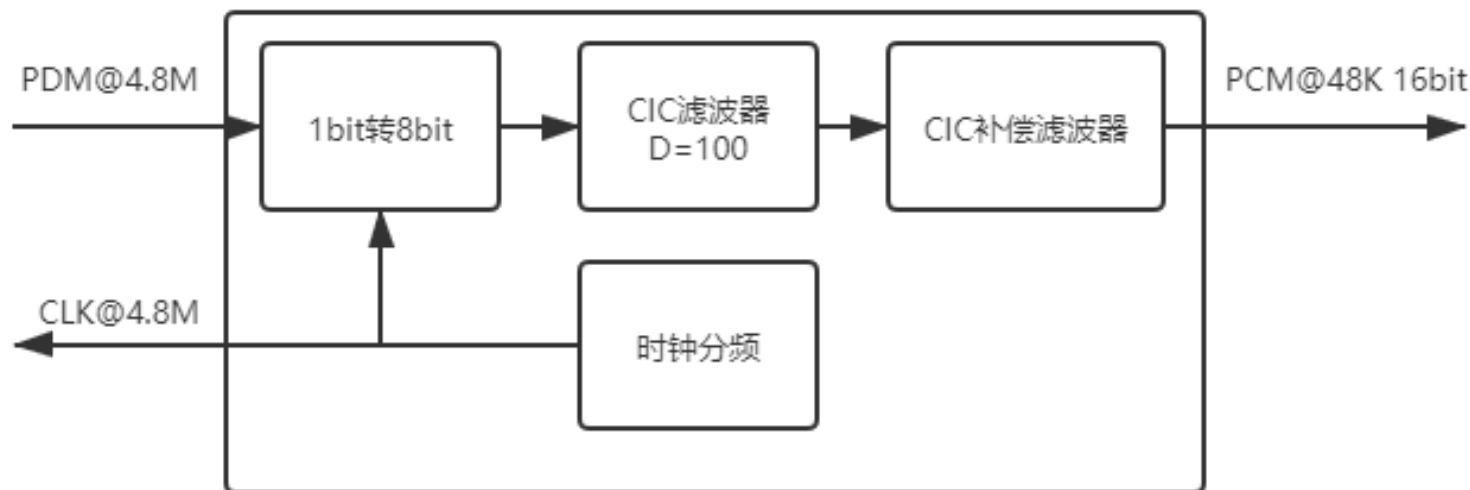 PDM@4.8M
1bit转8bit
CIC滤波器
D=100
CIC补偿滤波器
PCM@48K 16bit
CLK@4.8M
时钟分频